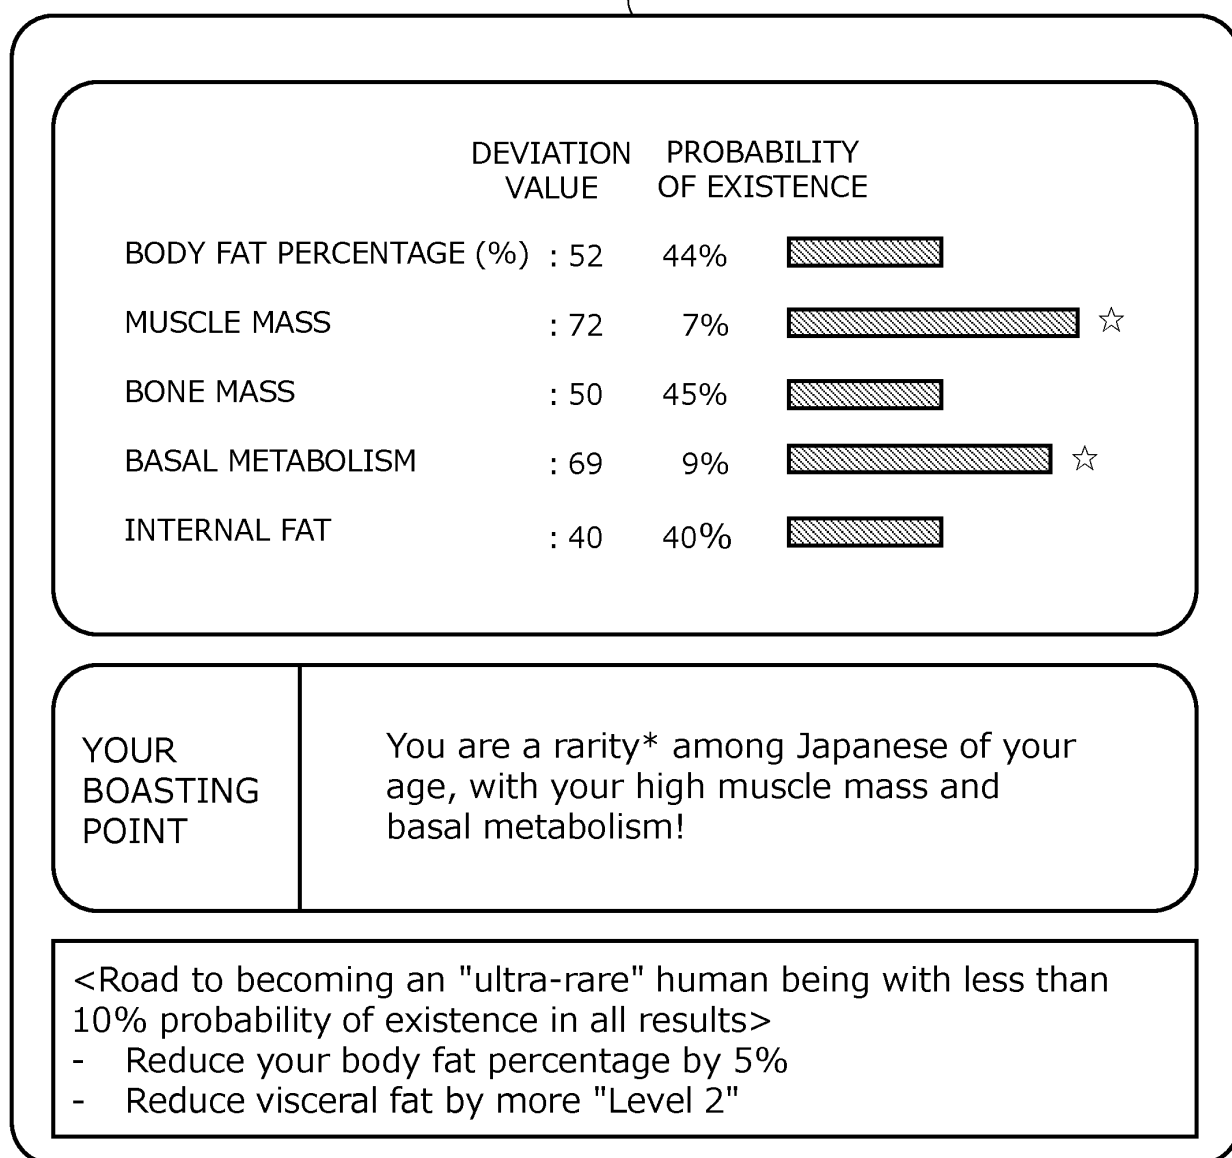 DEVIATION PROBABILITY
VALUE OF EXISTENCE
BODY FAT PERCENTAGE (%) : 52 44%
MUSCLE MASS : 72 7% ☆
BONE MASS : 50 45%
BASAL METABOLISM : 69 9% ☆
INTERNAL FAT : 40 40%
YOUR
BOASTING
POINT
You are a rarity* among Japanese of your
age, with your high muscle mass and
basal metabolism!
<Road to becoming an "ultra-rare" human being with less than
10% probability of existence in all results>
- Reduce your body fat percentage by 5%
- Reduce visceral fat by more "Level 2"